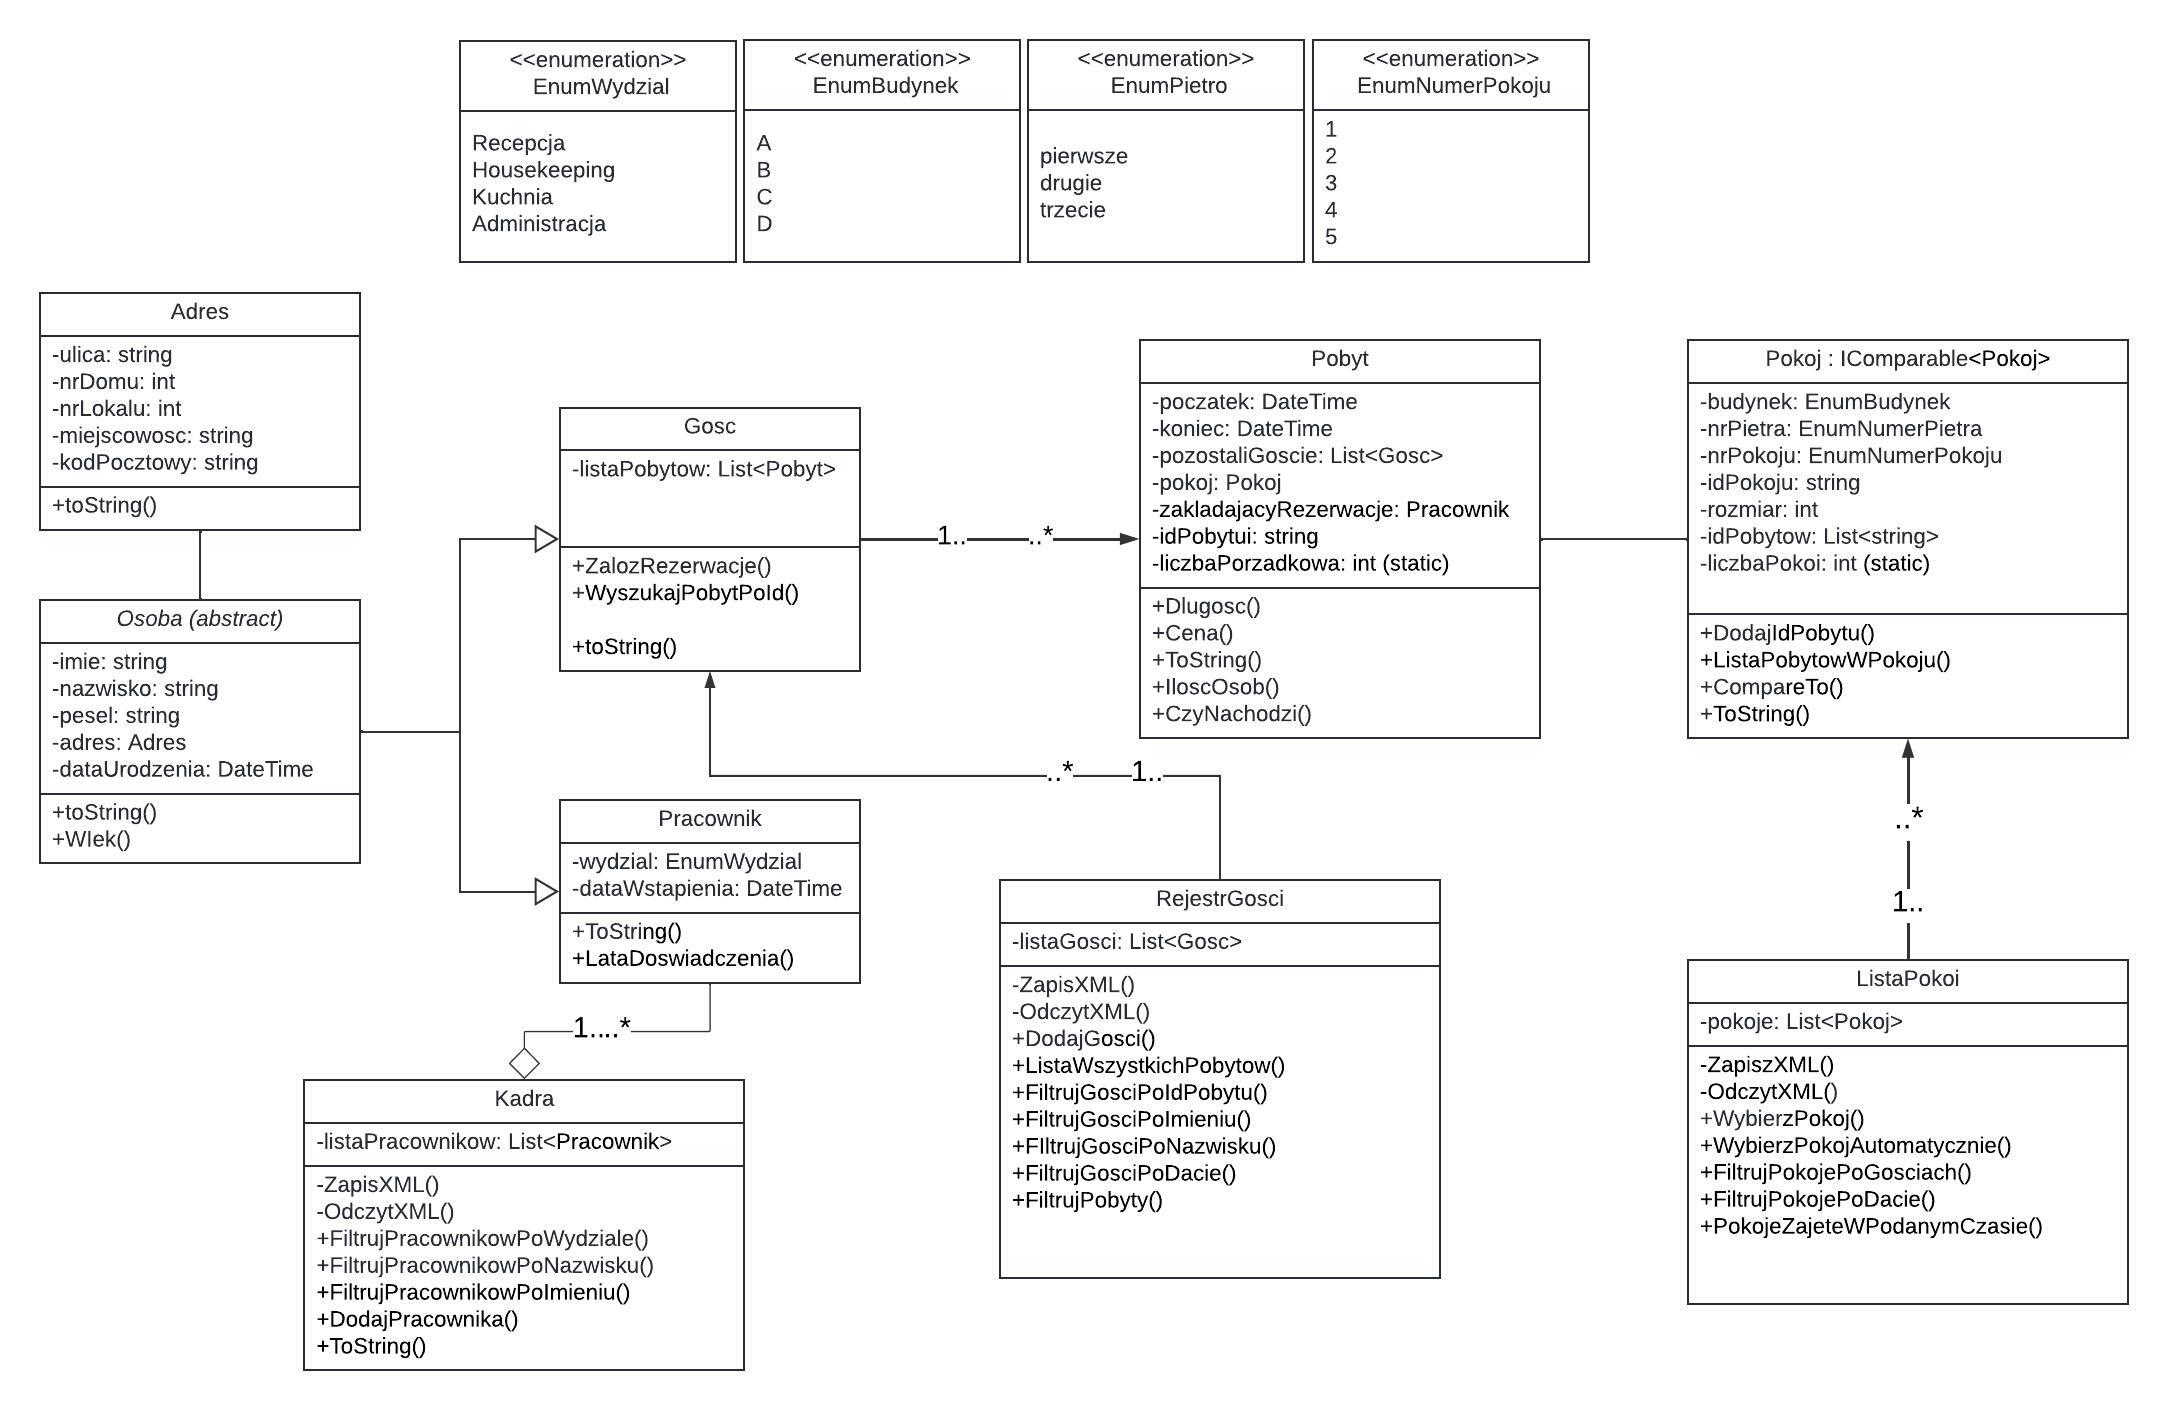 <<enumeration>>
EnumWydzial
Recepcja
Housekeeping
Kuchnia
Administracja
<<enumeration>>
EnumBudynek
A
B
C
D
<<enumeration>>
EnumPietro
pierwsze
drugie
trzecie
<<enumeration>>
EnumNumerPokoju
1
2
3
4
5
Adres
-ulica: string
-nrDomu: int
-nrLokalu: int
-miejscowosc: string
-kodPocztowy: string
+toString()
Osoba (abstract)
-imie: string
-nazwisko: string
-pesel: string
-adres: Adres
-dataUrodzenia: DateTime
+toString()
+WIek()
Gosc
-listaPobytow: List<Pobyt>
+ZalozRezerwacje()
+WyszukajPobytPoId()
+toString()
1..
..*
Pobyt
-poczatek: DateTime
-koniec: DateTime
-pozostaliGoscie: List<Gosc>
-pokoj: Pokoj
-zakladajacyRezerwacje: Pracownik
-idPobytui: string
-liczbaPorzadkowa: int (static)
+Dlugosc()
+Cena()
+ToString()
+IloscOsob()
+CzyNachodzi()
Pokoj : IComparable<Pokoj>
-budynek: EnumBudynek
-nrPietra: EnumNumerPietra
-nrPokoju: EnumNumerPokoju
-idPokoju: string
-rozmiar: int
-idPobytow: List<string>
-liczbaPokoi: int (static)
+DodajIdPobytu()
+ListaPobytowWPokoju()
+CompareTo()
+ToString()
..*
1..
Pracownik
-wydzial: EnumWydzial
-dataWstapienia: DateTime
+ToString()
+LataDoswiadczenia()
1....*
Kadra
-listaPracownikow: List<Pracownik>
-ZapisXML()
-OdczytXML()
+FiltrujPracownikowPoWydziale()
+FiltrujPracownikowPoNazwisku()
+FiltrujPracownikowPoImieniu()
+DodajPracownika()
+ToString()
..*
1..
RejestrGosci
-listaGosci: List<Gosc>
-ZapisXML()
-OdczytXML()
+DodajGosci()
+ListaWszystkichPobytow()
+FiltrujGosciPoIdPobytu()
+FiltrujGosciPoImieniu()
+FIltrujGosciPoNazwisku()
+FiltrujGosciPoDacie()
+FiltrujPobyty()
ListaPokoi
-pokoje: List<Pokoj>
-ZapiszXML()
-OdczytXML()
+WybierzPokoj()
+WybierzPokojAutomatycznie()
+FiltrujPokojePoGosciach()
+FiltrujPokojePoDacie()
+PokojeZajeteWPodanymCzasie()